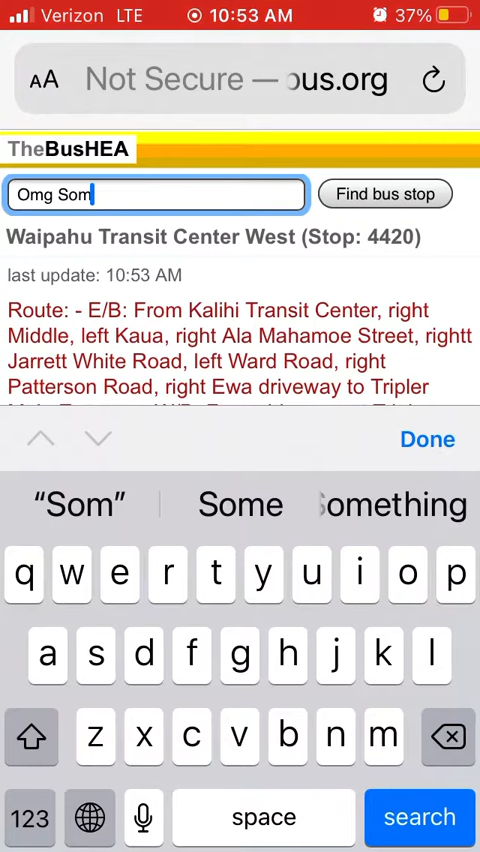 Verizon LTE 10:53 AM 37%
AA Not Secure — bus.org
TheBusHEA
Omg Som Find bus stop
Waipahu Transit Center West (Stop: 4420)
last update: 10:53 AM
Route: - E/B: From Kalihi Transit Center, right
Middle, left Kaua, right Ala Mahamoe Street, rightt
Jarrett White Road, left Ward Road, right
Patterson Road, right Ewa driveway to Tripler
Done
“Som” Some Something
q w e r t y u i o p
a s d f g h j k l
z x c v b n m
123 space search